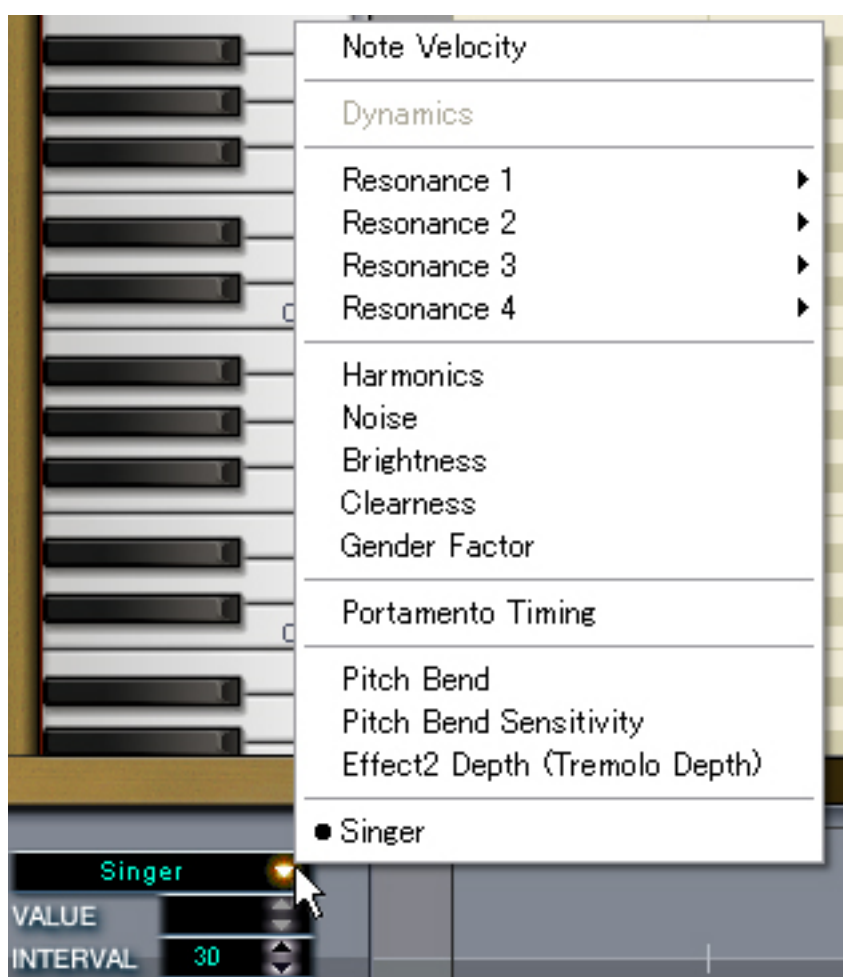 Note Velocity
Dynamics
Resonance 1
Resonance 2
Resonance 3
Resonance 4
Harmonics
Noise
Brightness
Clearness
Gender Factor
Portamento Timing
Pitch Bend
Pitch Bend Sensitivity
Effect2 Depth (Tremolo Depth)
Singer
Singer
VALUE
INTERVAL 30